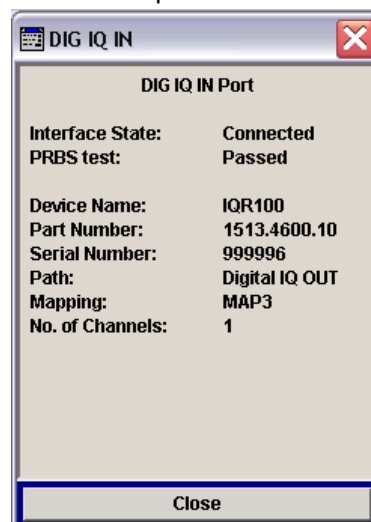 DIG IQ IN
DIG IQ IN Port
Interface State: Connected
PRBS test: Passed
Device Name: IQR100
Part Number: 1513.4600.10
Serial Number: 999996
Path: Digital IQ OUT
Mapping: MAP3
No. of Channels: 1
Close